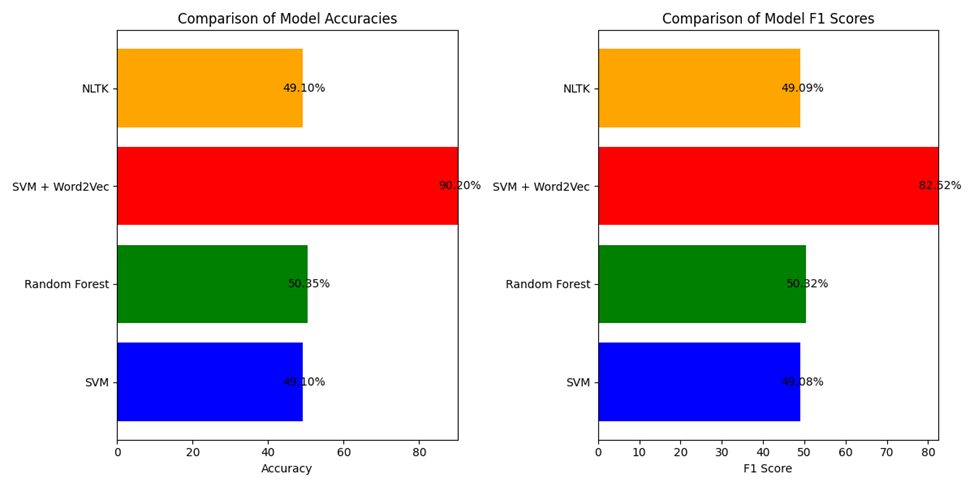 Comparison of Model Accuracies
NLTK
49.10%
SVM + Word2Vec
90.20%
Random Forest
50.35%
SVM
49.10%
0 20 40 60 80
Accuracy
Comparison of Model F1 Scores
NLTK
49.09%
SVM + Word2Vec
82.52%
Random Forest
50.32%
SVM
49.08%
0 10 20 30 40 50 60 70 80
F1 Score